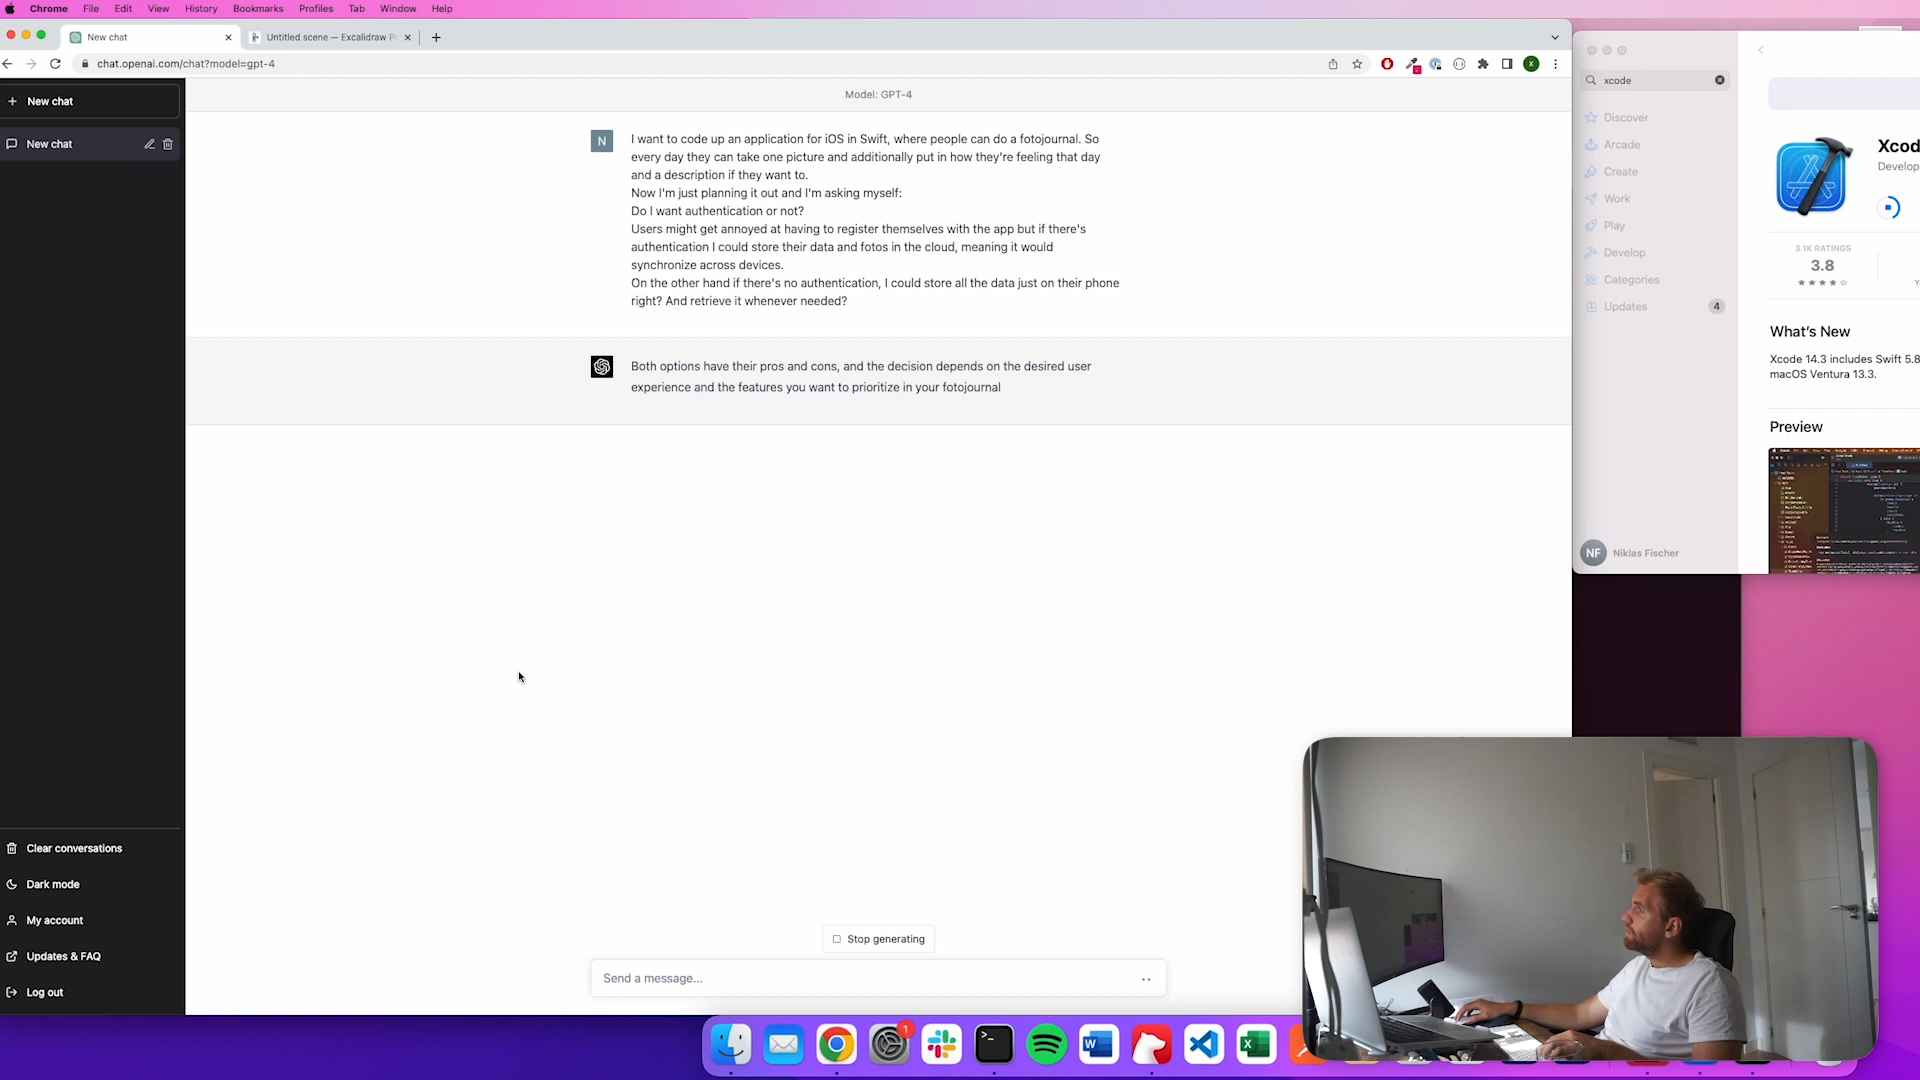 Chrome File Edit View History Bookmarks Profiles Tab Window Help
New chat
Untitled scene — Excalidraw
chat.openai.com/chat?model=gpt-4
New chat
New chat
Clear conversations
Dark mode
My account
Updates & FAQ
Log out
Model: GPT-4
N
I want to code up an application for iOS in Swift, where people can do a fotojournal. So
every day they can take one picture and additionally put in how they're feeling that day
and a description if they want to.
Now I'm just planning it out and I'm asking myself:
Do I want authentication or not?
Users might get annoyed at having to register themselves with the app but if there's
authentication I could store their data and fotos in the cloud, meaning it would
synchronize across devices.
On the other hand if there's no authentication, I could store all the data just on their phone
right? And retrieve it whenever needed?
Both options have their pros and cons, and the decision depends on the desired user
experience and the features you want to prioritize in your fotojournal
Stop generating
Send a message...
xcode
Discover
Arcade
Create
Work
Play
Develop
Categories
Updates 4
NF Niklas Fischer
Xcod
Develop
3.1K RATINGS
3.8
What's New
Xcode 14.3 includes Swift 5.8
macOS Ventura 13.3.
Preview
1
W
X